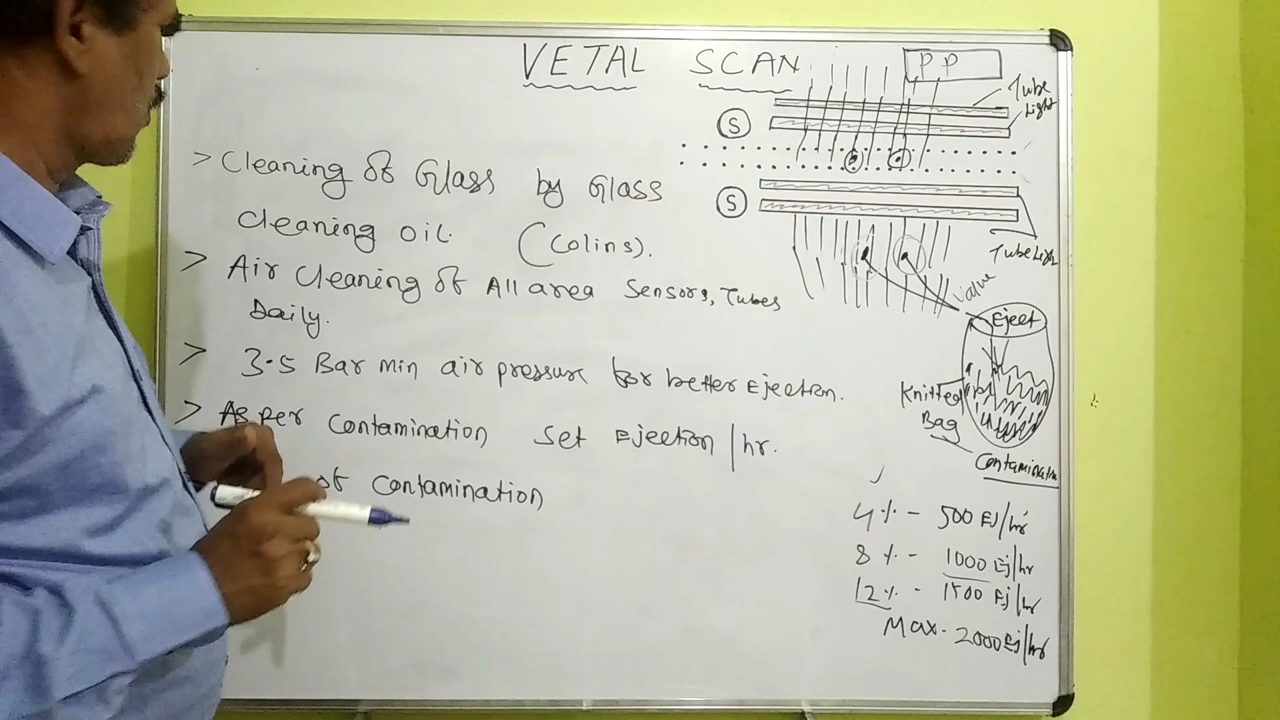 VETAL SCAN
P.P
Tube
Light
S
S
Tube Light
> Cleaning of Glass by Glass
Cleaning oil. (Colins).
> Air Cleaning of All area Sensors, Tubes
Daily.
> 3.5 Bar min air pressure for better Ejection.
> As per Contamination Set Ejection/hr.
of contamination
Valve
Eject
Knitted
Bag
Contamination
4% - 500 Ej/hr
8% - 1000 Ej/hr
12% - 1500 Ej/hr
Max. 2000 Ej/hr